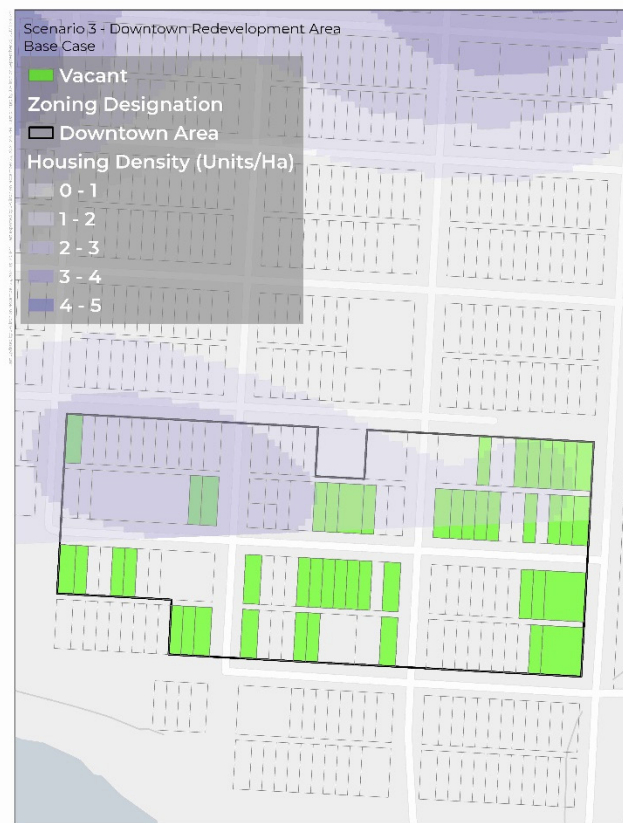 Scenario 3 - Downtown Redevelopment Area
Base Case
Vacant
Zoning Designation
Downtown Area
Housing Density (Units/Ha)
0 - 1
1 - 2
2 - 3
3 - 4
4 - 5